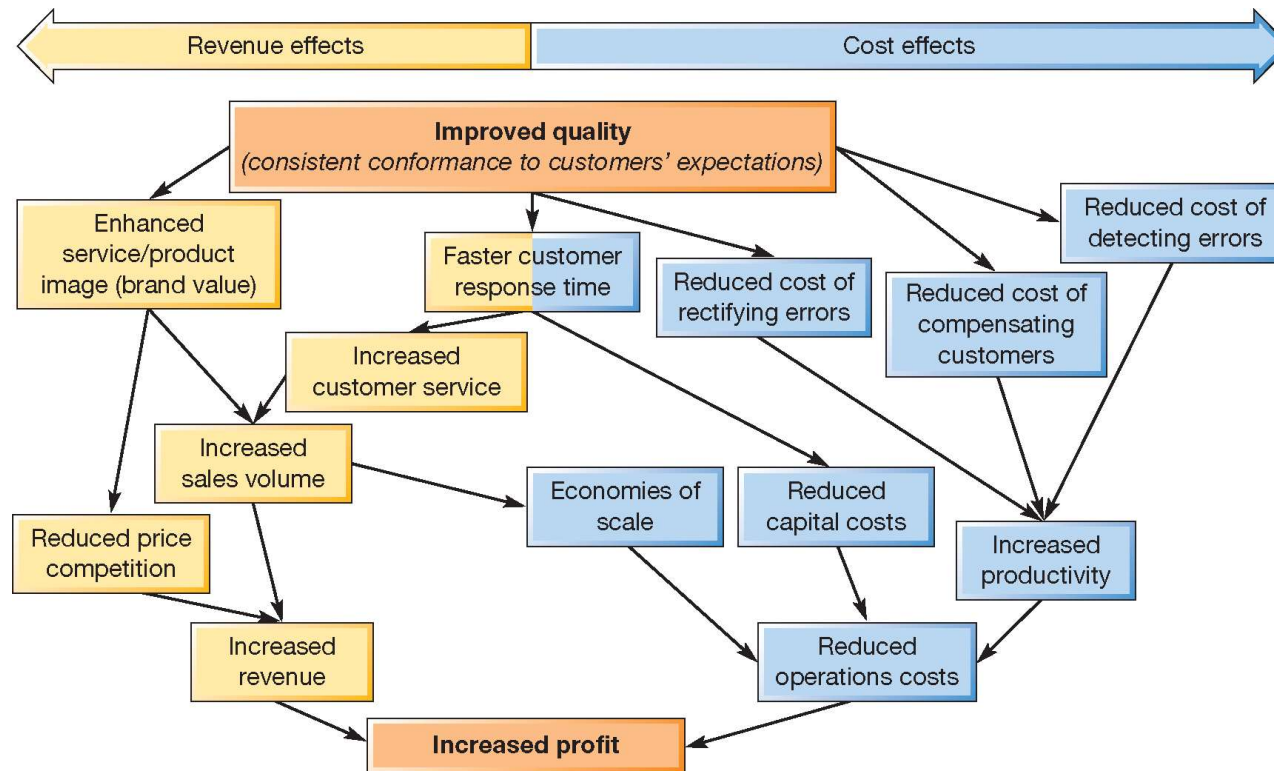 Revenue effects
Cost effects
Improved quality
(consistent conformance to customers’ expectations)
Enhanced
service/product
image (brand value)
Faster customer
response time
Reduced cost of
rectifying errors
Reduced cost of
compensating
customers
Reduced cost of
detecting errors
Increased
customer service
Increased
sales volume
Economies of
scale
Reduced
capital costs
Reduced price
competition
Increased
productivity
Increased
revenue
Reduced
operations costs
Increased profit